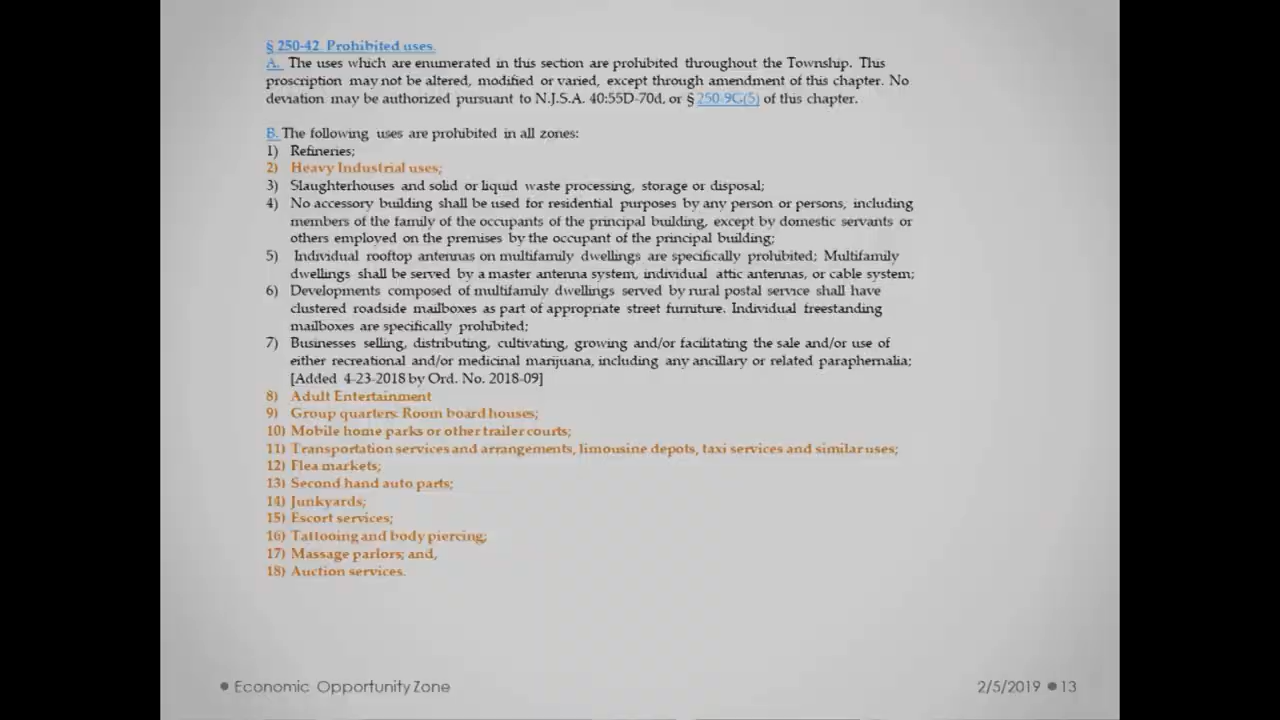 § 250-42. Prohibited uses.
A. The uses which are enumerated in this section are prohibited throughout the Township. This
proscription may not be altered, modified or varied, except through amendment of this chapter. No
deviation may be authorized pursuant to N.J.S.A. 40:55D-70d, or § 250-9G(5) of this chapter.
B. The following uses are prohibited in all zones:
1) Refineries;
2) Heavy Industrial uses;
3) Slaughterhouses and solid or liquid waste processing, storage or disposal;
4) No accessory building shall be used for residential purposes by any person or persons, including
members of the family of the occupants of the principal building, except by domestic servants or
others employed on the premises by the occupant of the principal building;
5) Individual rooftop antennas on multifamily dwellings are specifically prohibited; Multifamily
dwellings shall be served by a master antenna system, individual attic antennas, or cable system;
6) Developments composed of multifamily dwellings served by rural postal service shall have
clustered roadside mailboxes as part of appropriate street furniture. Individual freestanding
mailboxes are specifically prohibited;
7) Businesses selling, distributing, cultivating, growing and/or facilitating the sale and/or use of
either recreational and/or medicinal marijuana, including any ancillary or related paraphernalia;
[Added 4-23-2018 by Ord. No. 2018-09]
8) Adult Entertainment
9) Group quarters: Room board houses;
10) Mobile home parks or other trailer courts;
11) Transportation services and arrangements, limousine depots, taxi services and similar uses;
12) Flea markets;
13) Second hand auto parts;
14) Junkyards;
15) Escort services;
16) Tattooing and body piercing;
17) Massage parlors; and,
18) Auction services.
Economic Opportunity Zone
2/5/2019 13